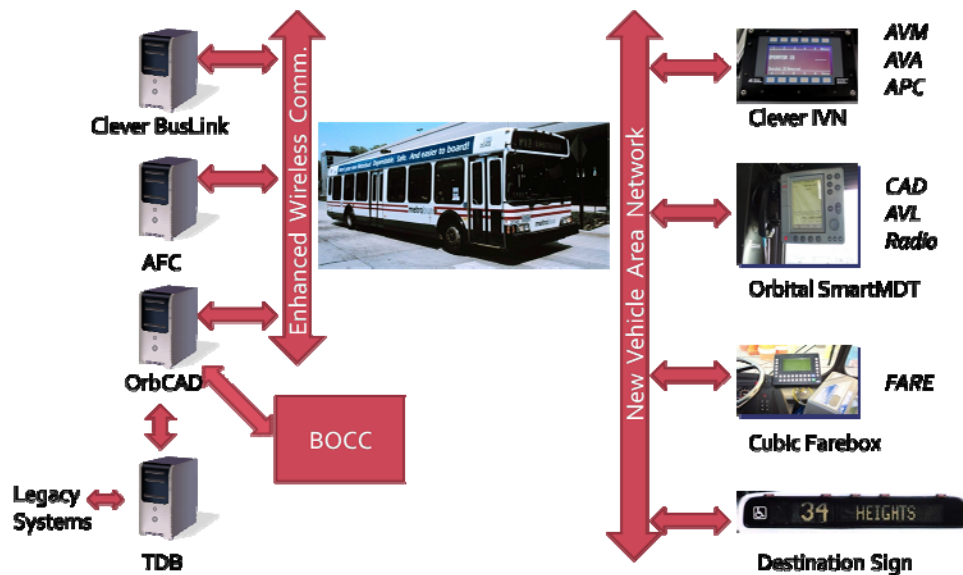 Clever BusLink
AFC
OrbCAD
BOCC
Legacy
Systems
TDB
Enhanced Wireless Comm.
metro
New Vehicle Area Network
AVM
AVA
APC
Clever IVN
CAD
AVL
Radio
Orbital SmartMDT
FARE
Cubic Farebox
34 HEIGHTS
Destination Sign